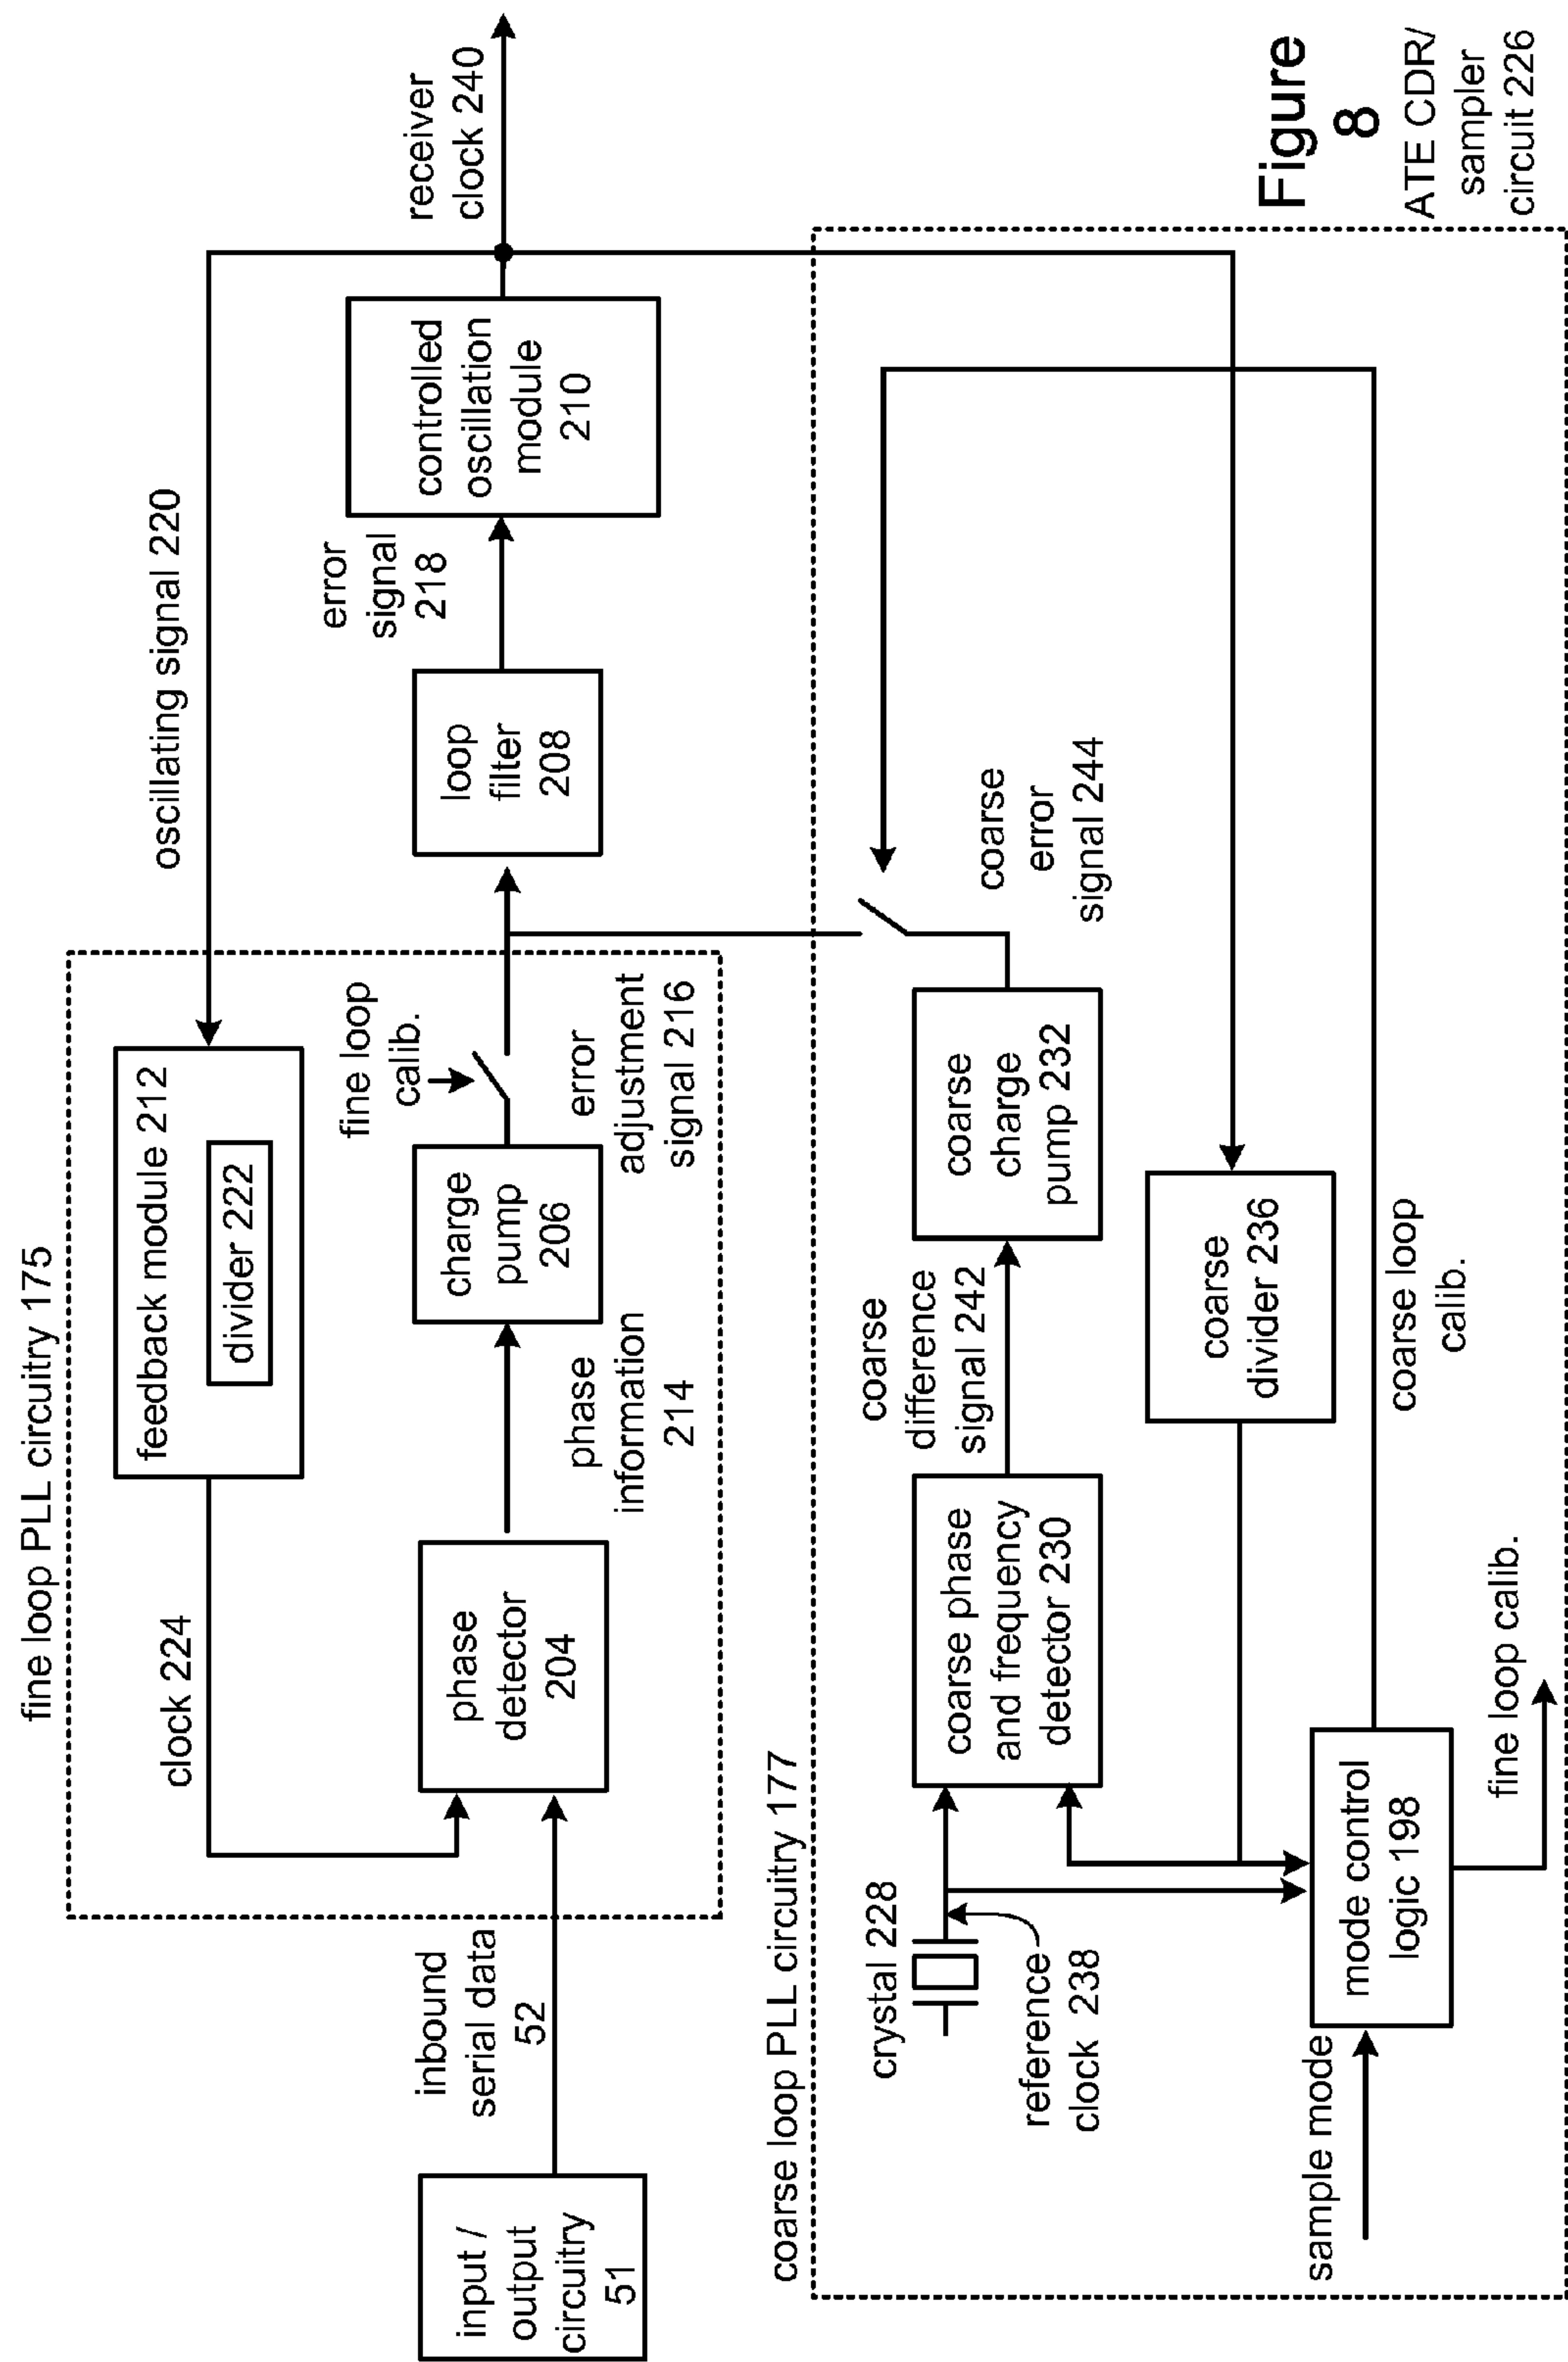 fine loop PLL circuitry 175
oscillating signal 220
receiver
clock 240
clock 224
feedback module 212
divider 222
fine loop
calib.
error
signal
218
input /
output
circuitry
51
inbound
serial data
52
phase
detector
204
phase
information
214
charge
pump
206
error
adjustment
signal 216
loop
filter
208
controlled
oscillation
module
210
coarse loop PLL circuitry 177
crystal 228
reference
clock 238
coarse phase
and frequency
detector 230
coarse
difference
signal 242
coarse
charge
pump 232
coarse
error
signal 244
coarse
divider 236
sample mode
mode control
logic 198
fine loop calib.
coarse loop
calib.
Figure
8
ATE CDR/
sampler
circuit 226